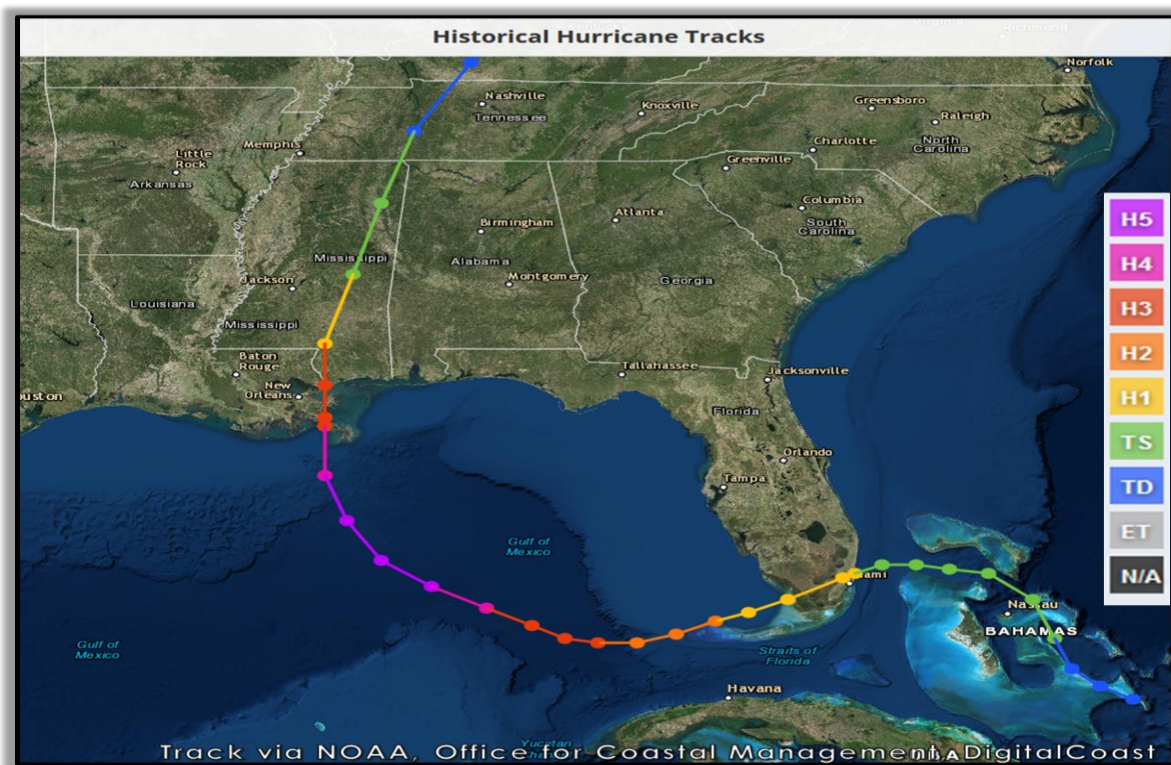 Historical Hurricane Tracks
Richmond
Norfolk
Nashville
Tennessee
Knoxville
Greensboro
Raleigh
North
Carolina
Charlotte
Greenville
Memphis
Little
Rock
Arkansas
Columbia
South
Carolina
Birmingham
Atlanta
Mississippi
Alabama
Jackson
Montgomery
Georgia
Louisiana
Mississippi
Baton
Rouge
New
Orleans
Tallahassee
Jacksonville
Florida
Orlando
Tampa
Gulf of
Mexico
Nassau
BAHAMAS
Gulf of
Mexico
Straits of
Florida
Havana
H5
H4
H3
H2
H1
TS
TD
ET
N/A
Track via NOAA, Office for Coastal Management, DigitalCoast